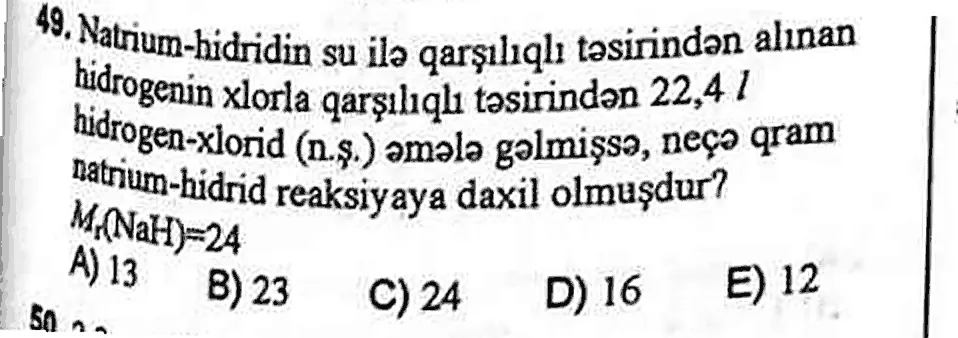 49. Natrium-hidridin su ilə qarşılıqlı təsirindən alınan
hidrogenin xlorla qarşılıqlı təsirindən 22,4 l
hidrogen-xlorid (n.ş.) əmələ gəlmişsə, neçə qram
natrium-hidrid reaksiyaya daxil olmuşdur?
Mᵣ(NaH)=24
A) 13 B) 23 C) 24 D) 16 E) 12
50